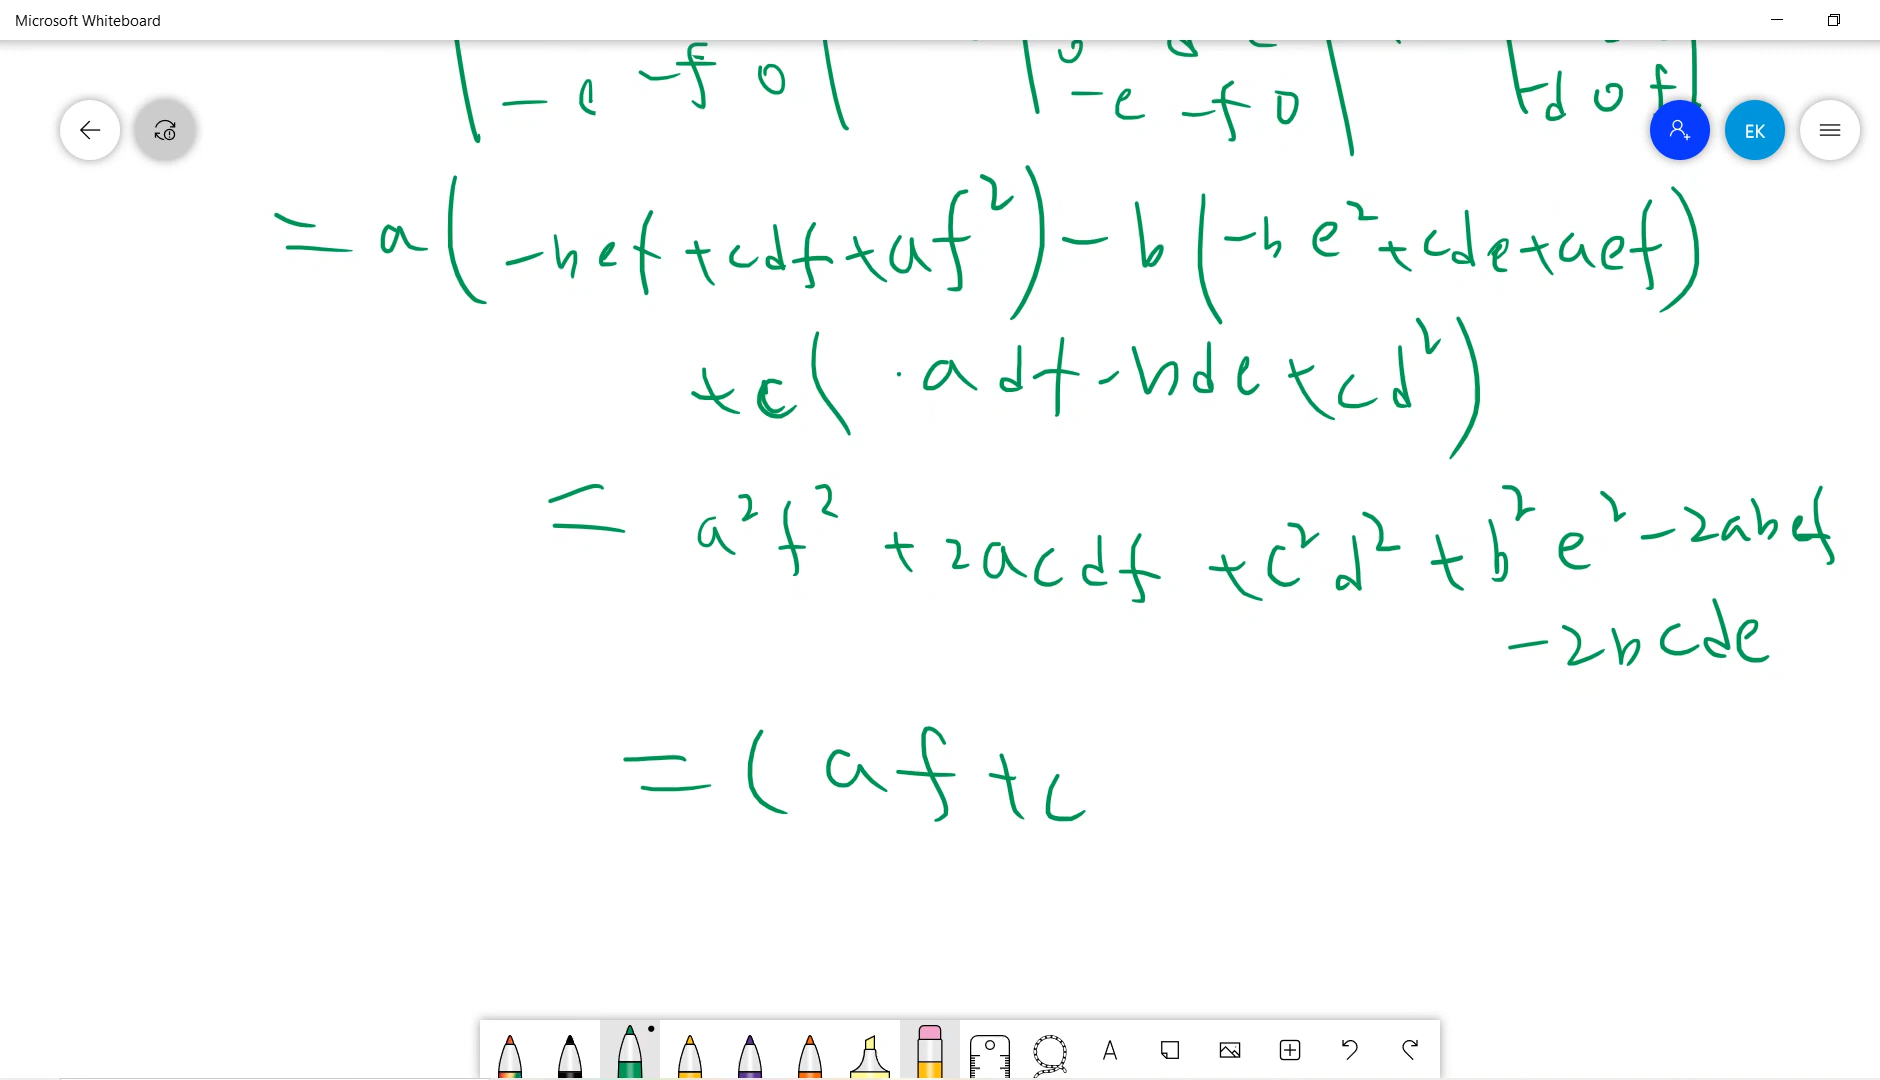 Microsoft Whiteboard
-e -f 0
-e -f 0
-d 0 f
EK
= a(-bef + cdf + af²) - b(-be² + cde + aef)
+ c( . adf - bde + cd²)
= a²f² + 2acdf + c²d² + b²e² - 2abef
- 2bcde
= (af + c
A